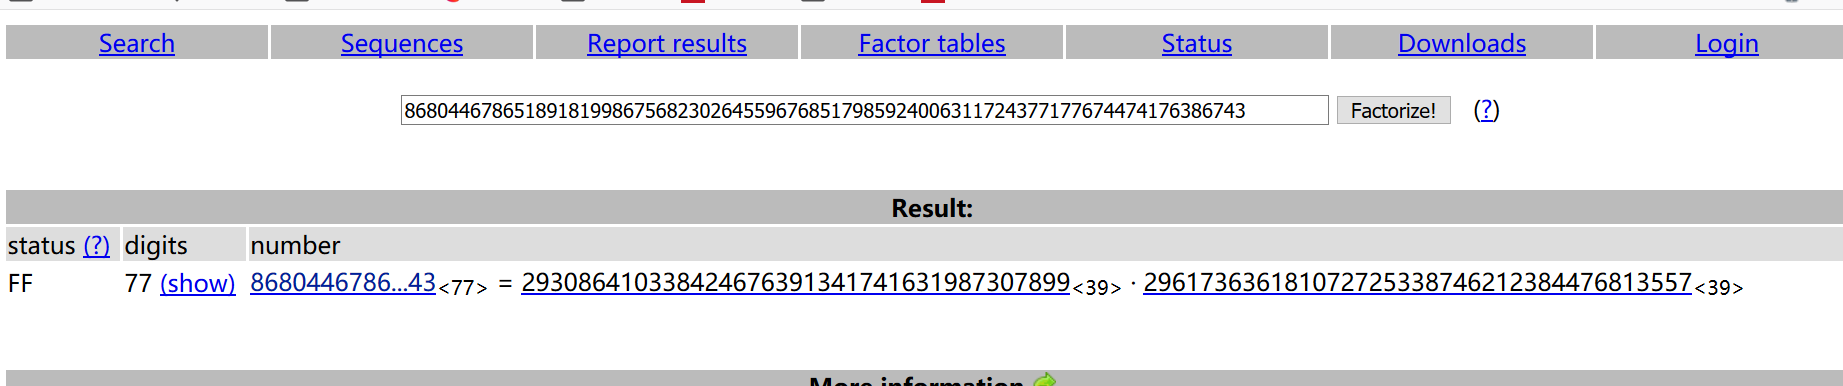 Search Sequences Report results Factor tables Status Downloads Login
86804467865189181998675682302645596768517985924006311724377177674474176386743 Factorize! (?)
Result:
status (?) digits number
FF 77 (show) 8680446786...43<77> = 293086410338424676391341741631987307899<39> · 296173636181072725338746212384476813557<39>
More information